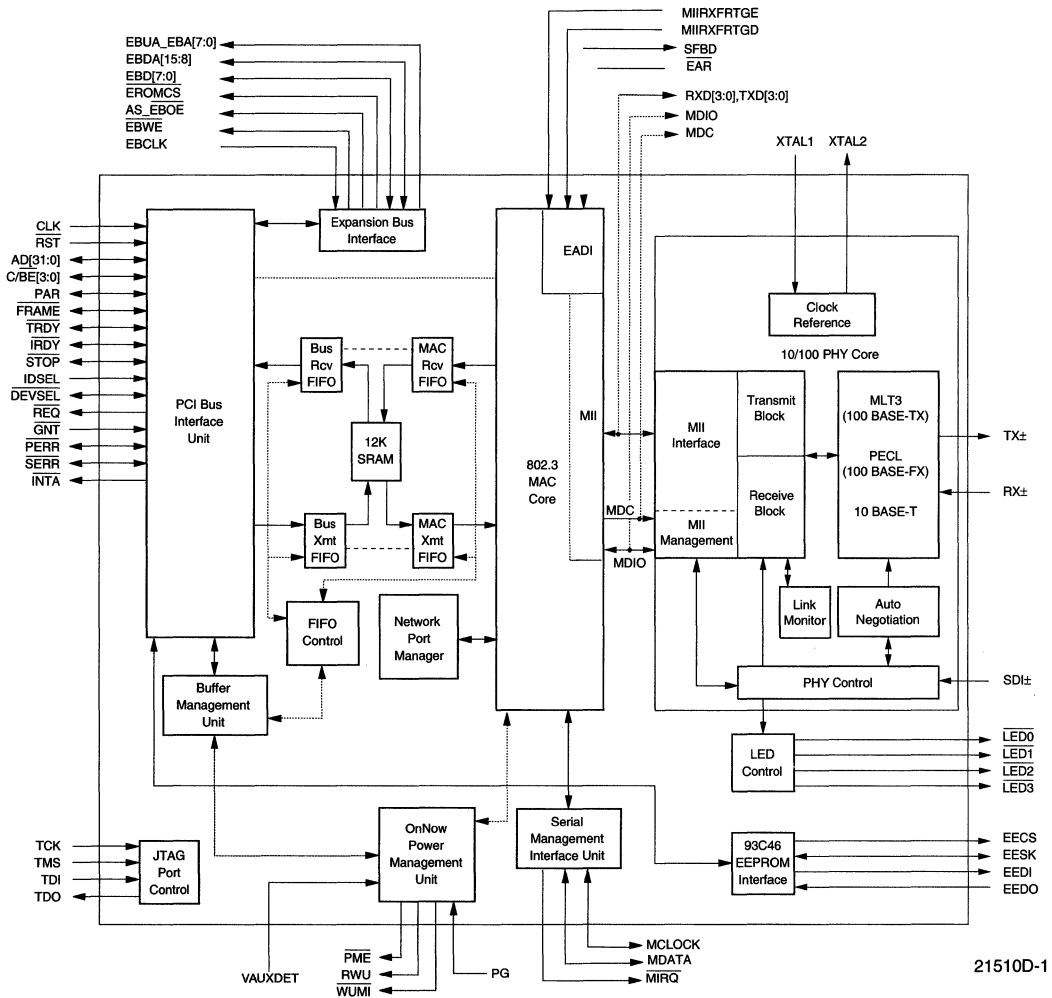 MIIRXFRTGE
MIIRXFRTGD
SFBD
EAR
RXD[3:0],TXD[3:0]
MDIO
MDC
EBUA_EBA[7:0]
EBDA[15:8]
EBD[7:0]
EROMCS
AS_EBOE
EBWE
EBCLK
XTAL1 XTAL2
CLK
RST
AD[31:0]
C/BE[3:0]
PAR
FRAME
TRDY
IRDY
STOP
IDSEL
DEVSEL
REQ
GNT
PERR
SERR
INTA
PCI Bus
Interface
Unit
Expansion Bus
Interface
EADI
Clock
Reference
10/100 PHY Core
Bus
Rcv
FIFO
MAC
Rcv
FIFO
12K
SRAM
Bus
Xmt
FIFO
MAC
Xmt
FIFO
FIFO
Control
Network
Port
Manager
802.3
MAC
Core
MII
MDC
MDIO
MII
Interface
MII
Management
Transmit
Block
Receive
Block
MLT3
(100 BASE-TX)
PECL
(100 BASE-FX)
10 BASE-T
TX±
RX±
Link
Monitor
Auto
Negotiation
PHY Control
SDI±
Buffer
Management
Unit
LED
Control
LED0
LED1
LED2
LED3
OnNow
Power
Management
Unit
Serial
Management
Interface Unit
93C46
EEPROM
Interface
EECS
EESK
EEDI
EEDO
TCK
TMS
TDI
TDO
JTAG
Port
Control
VAUXDET
PME
RWU
WUMI
PG
MCLOCK
MDATA
MIRQ
21510D-1